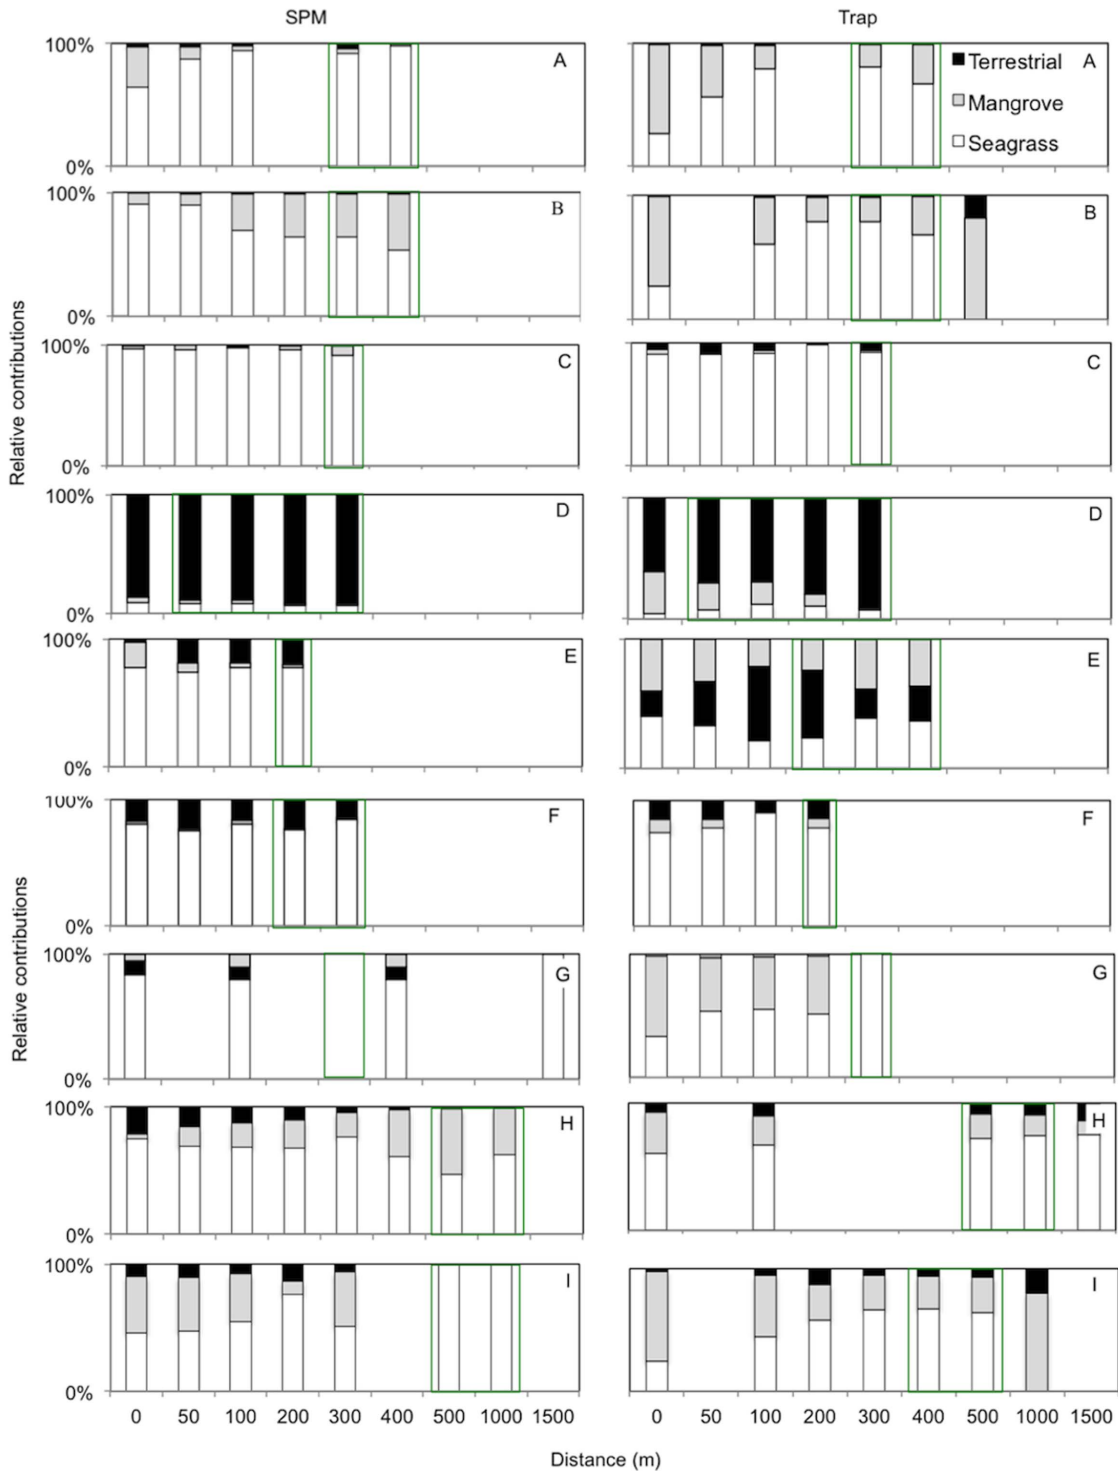 SPM Trap
100% A Terrestrial A
Mangrove
Seagrass
0%
100% B B
0%
Relative contributions
100% C C
0%
100% D D
0%
100% E E
0%
100% F F
0%
Relative contributions
100% G G
0%
100% H H
0%
100% I I
0%
0 50 100 200 300 400 500 1000 1500 0 50 100 200 300 400 500 1000 1500
Distance (m)